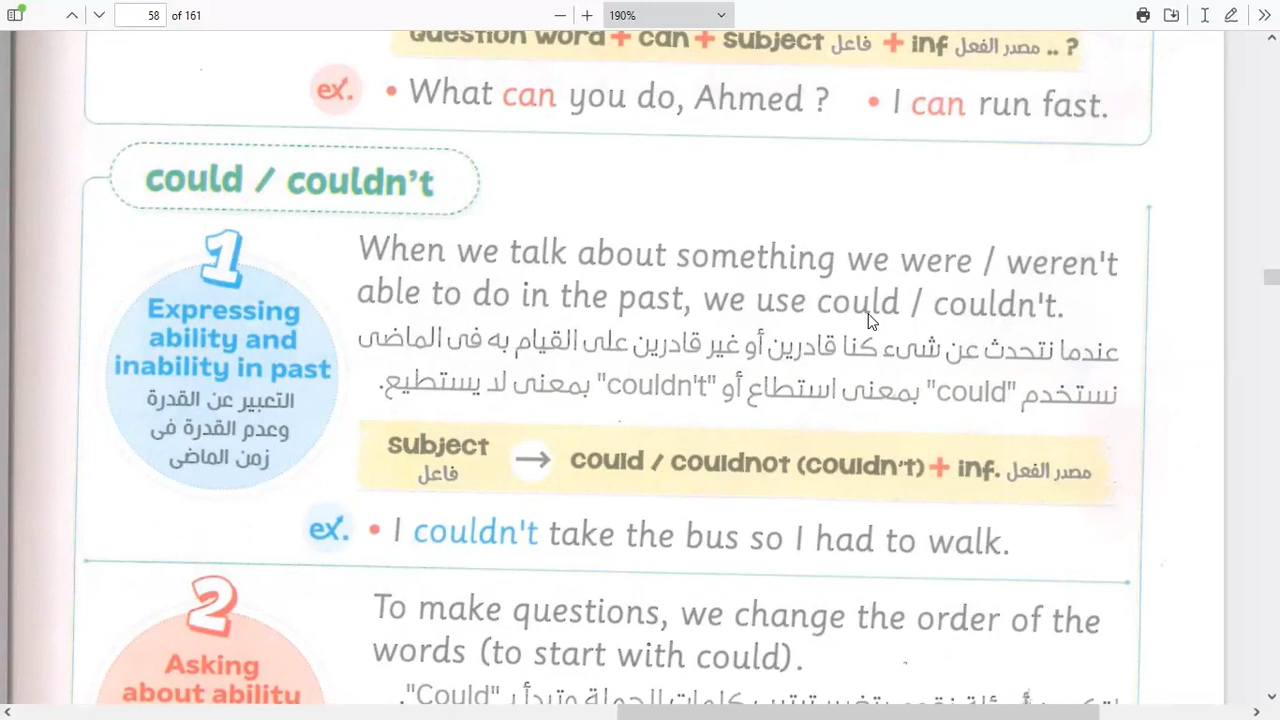 58 of 161
190%
Question word + can + subject فاعل + inf مصدر الفعل .. ?
ex. • What can you do, Ahmed ? • I can run fast.
could / couldn't
1
Expressing
ability and
inability in past
التعبير عن القدرة
وعدم القدرة فى
زمن الماضى
When we talk about something we were / weren't
able to do in the past, we use could / couldn't.
عندما نتحدث عن شىء كنا قادرين أو غير قادرين على القيام به فى الماضى
نستخدم "could" بمعنى استطاع أو "couldn't" بمعنى لا يستطيع.
subject
فاعل
→ could / couldnot (couldn't) + inf. مصدر الفعل
ex. • I couldn't take the bus so I had to walk.
2
Asking
about ability
To make questions, we change the order of the
words (to start with could).
"Could".